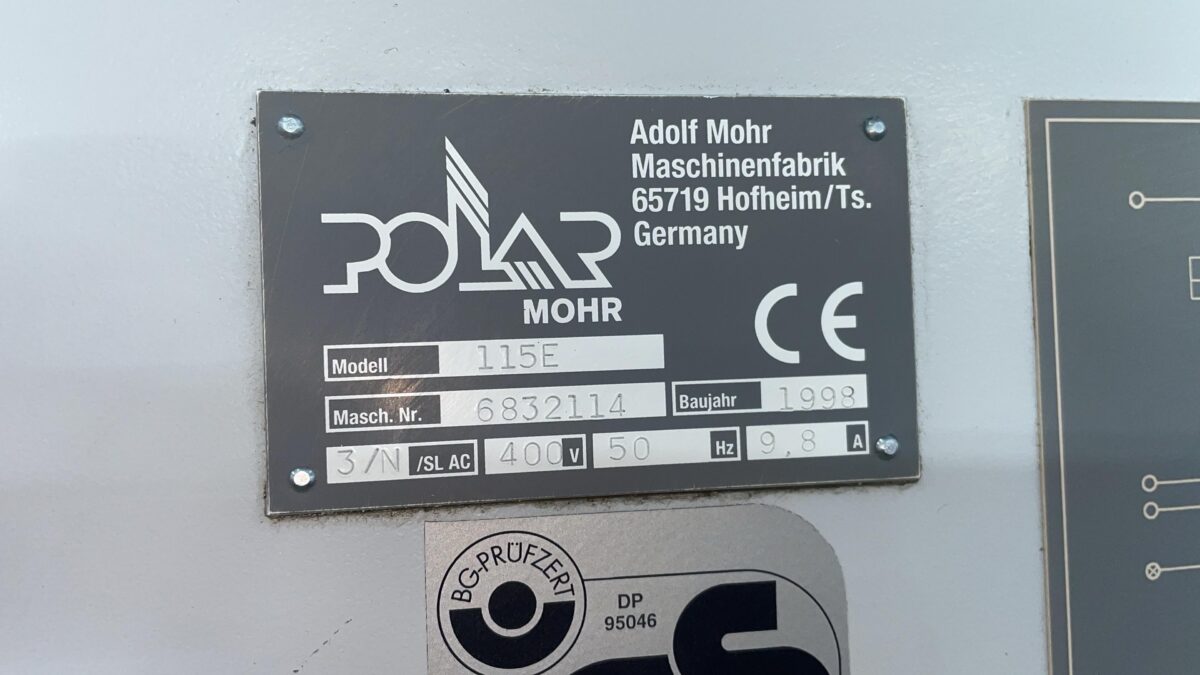 POLAR
MOHR
Adolf Mohr
Maschinenfabrik
65719 Hofheim/Ts.
Germany
CE
Modell 115E
Masch. Nr. 6832114 Baujahr 1998
3/N /SL AC 400 V 50 Hz 9,8 A
BG-PRÜFZERT
DP
95046